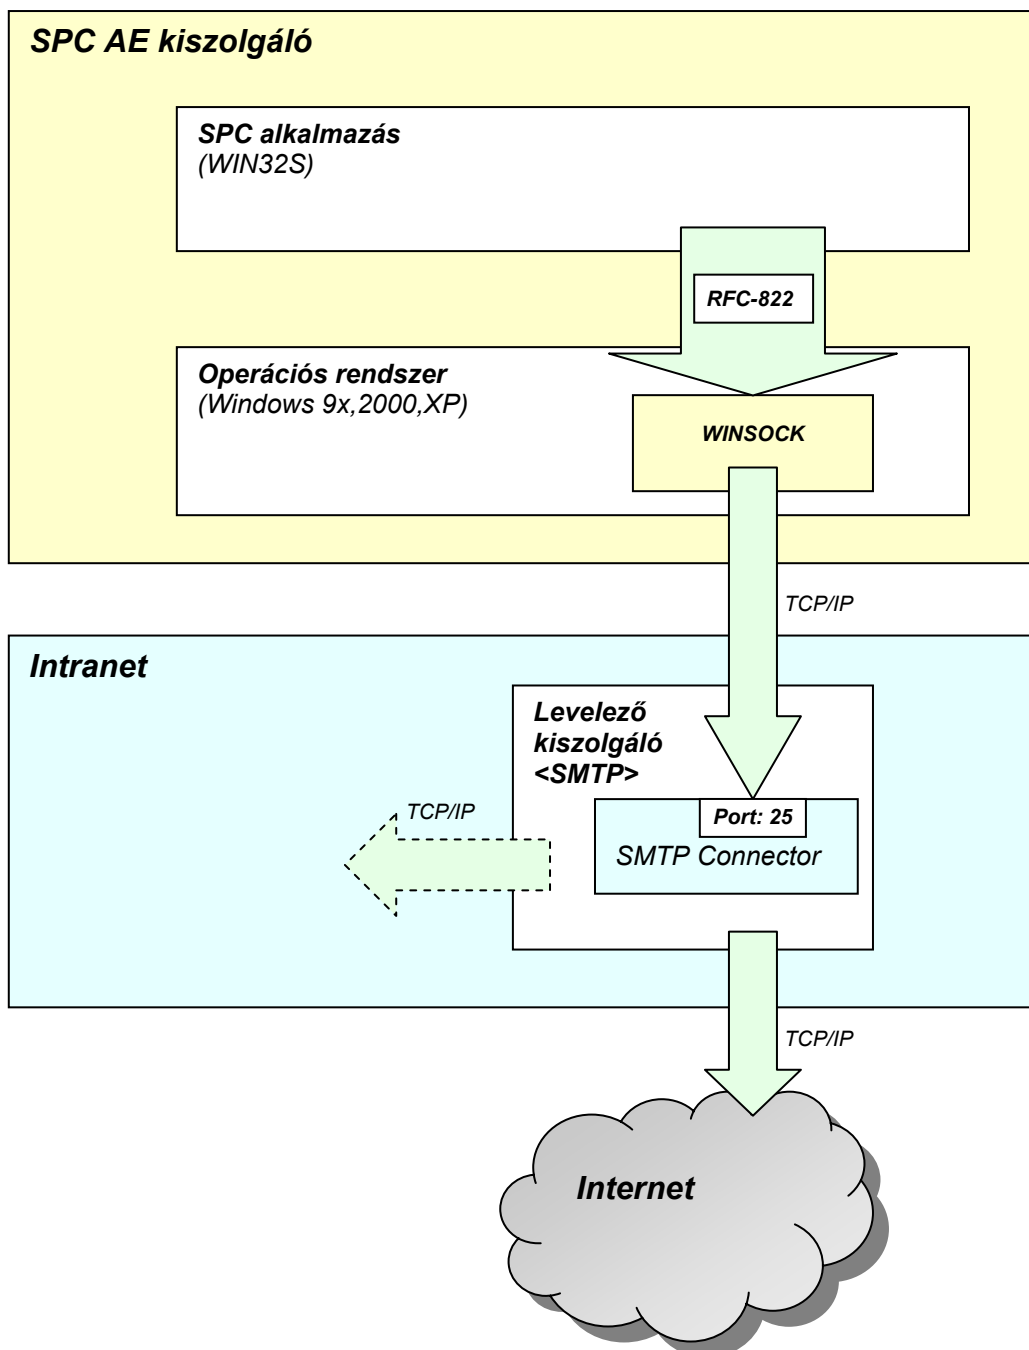 SPC AE kiszolgáló
SPC alkalmazás
(WIN32S)
RFC-822
Operációs rendszer
(Windows 9x,2000,XP)
WINSOCK
TCP/IP
Intranet
Levelező
kiszolgáló
<SMTP>
TCP/IP
Port: 25
SMTP Connector
TCP/IP
Internet